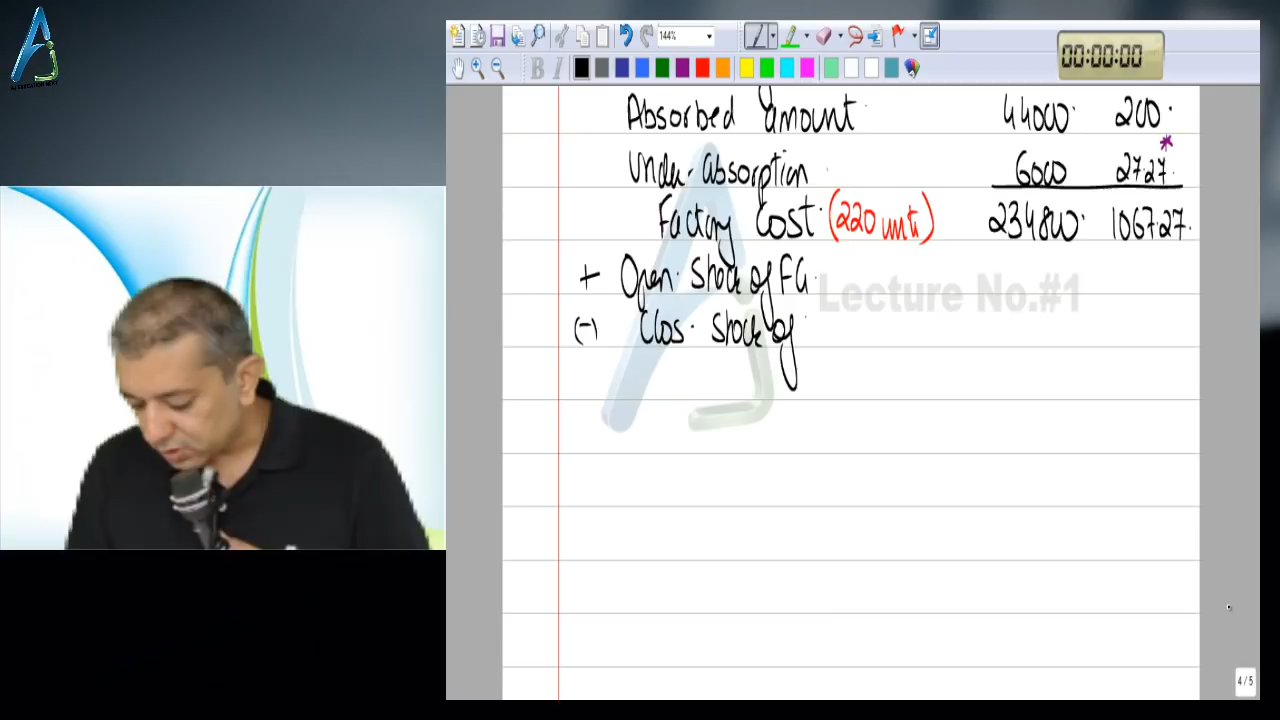 144%
00:00:00
Absorbed amount 44000 200
Under-absorption 6000 27.27 *
Factory Cost (220 units) 234800 1067.27
+ Open. Stock of FG
(-) Clos. Stock of
Lecture No.#1
4 / 5